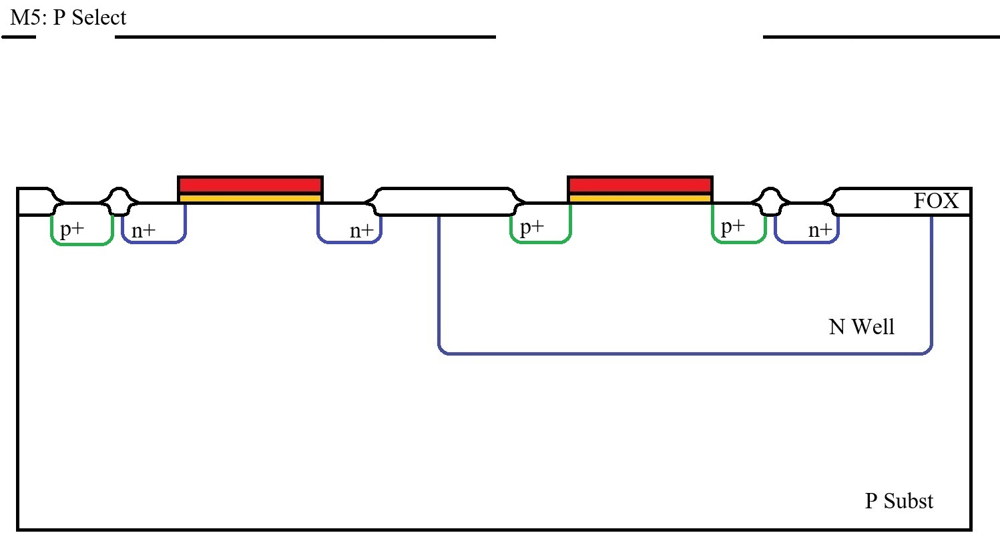 M5: P Select
FOX
p+
n+
n+
p+
p+
n+
N Well
P Subst